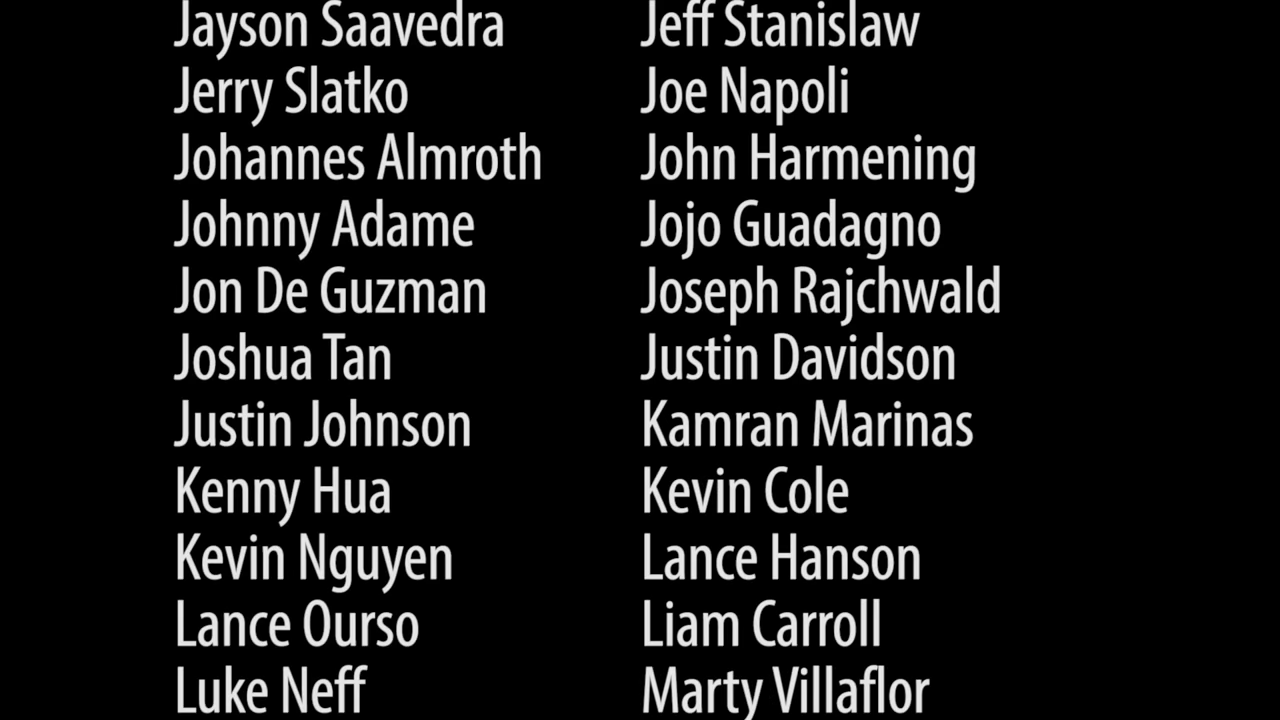 Jayson Saavedra Jeff Stanislaw
Jerry Slatko Joe Napoli
Johannes Almroth John Harmening
Johnny Adame Jojo Guadagno
Jon De Guzman Joseph Rajchwald
Joshua Tan Justin Davidson
Justin Johnson Kamran Marinas
Kenny Hua Kevin Cole
Kevin Nguyen Lance Hanson
Lance Ourso Liam Carroll
Luke Neff Marty Villaflor